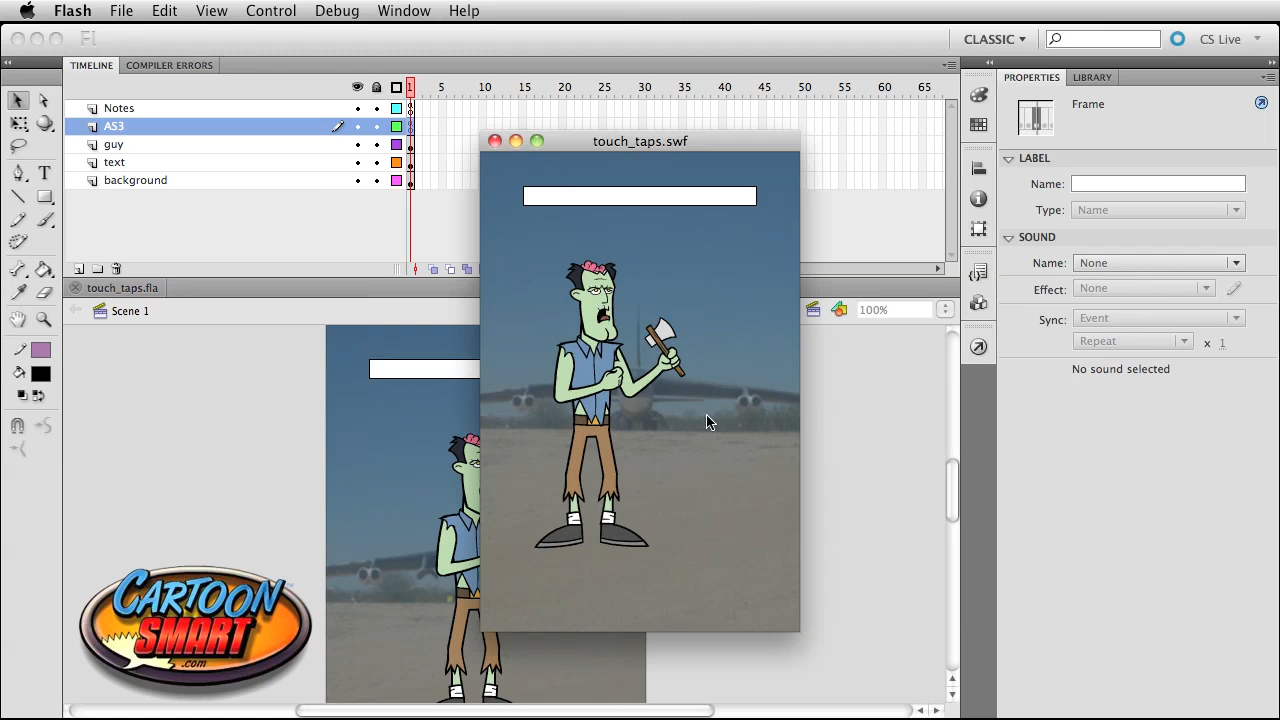 Flash File Edit View Control Debug Window Help
Fl CLASSIC CS Live
TIMELINE COMPILER ERRORS
1 5 10 15 20 25 30 35 40 45 50 55 60 65
Notes
AS3
guy
text
background
touch_taps.fla
Scene 1
100%
touch_taps.swf
PROPERTIES LIBRARY
Frame
LABEL
Name:
Type: Name
SOUND
Name: None
Effect: None
Sync: Event
Repeat x 1
No sound selected
CARTOON
SMART
.com